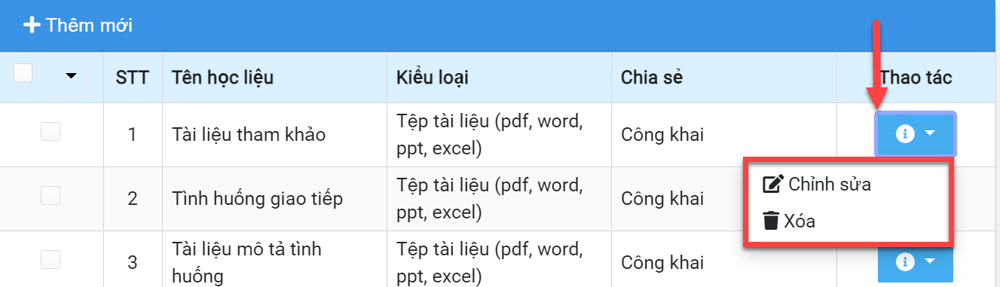 Thêm mới
STT Tên học liệu Kiểu loại Chia sẻ Thao tác
1 Tài liệu tham khảo Tệp tài liệu (pdf, word, ppt, excel) Công khai
Chỉnh sửa
Xóa
2 Tình huống giao tiếp Tệp tài liệu (pdf, word, ppt, excel) Công khai
3 Tài liệu mô tả tình huống Tệp tài liệu (pdf, word, ppt, excel) Công khai